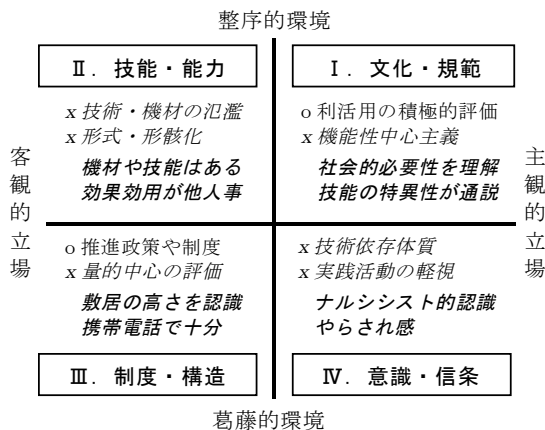 整序的環境
Ⅱ．技能・能力
x 技術・機材の氾濫
x 形式・形骸化
機材や技能はある
効果効用が他人事
Ⅰ．文化・規範
o 利活用の積極的評価
x 機能性中心主義
社会的必要性を理解
技能の特異性が通説
客観的立場
主観的立場
o 推進政策や制度
x 量的中心の評価
敷居の高さを認識
携帯電話で十分
Ⅲ．制度・構造
x 技術依存体質
x 実践活動の軽視
ナルシシスト的認識
やらされ感
Ⅳ．意識・信条
葛藤的環境